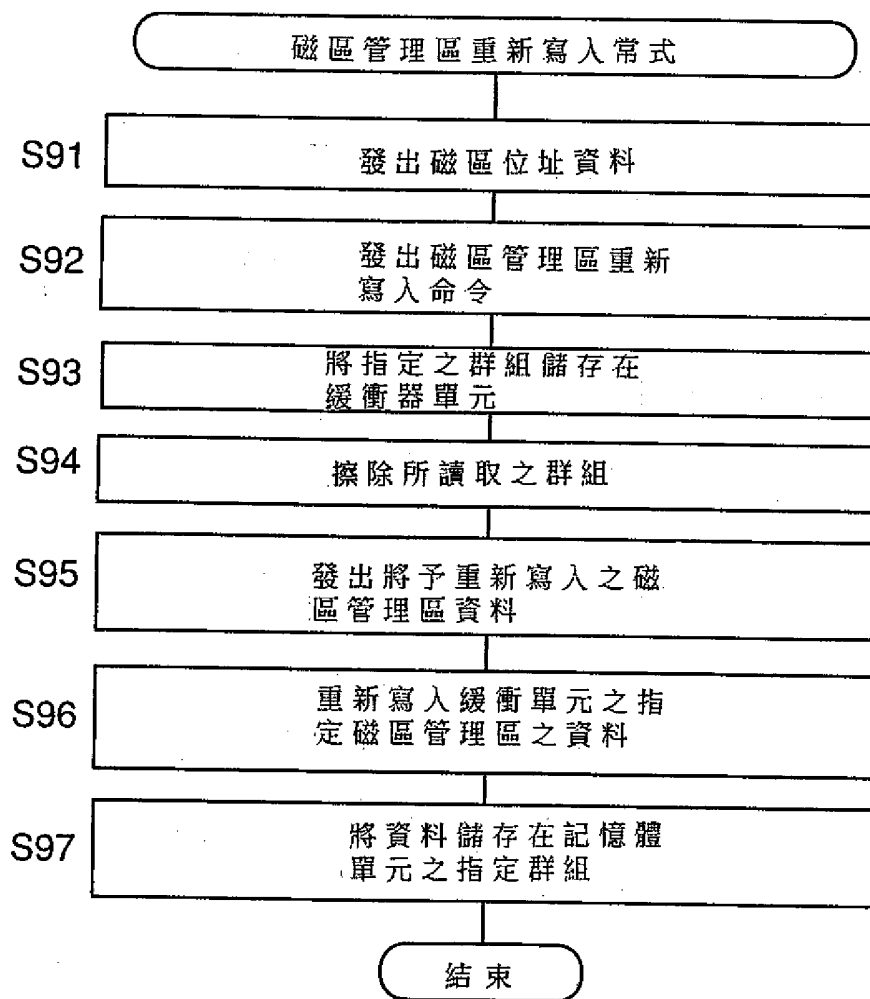 磁區管理區重新寫入常式
S91
發出磁區位址資料
S92
發出磁區管理區重新
寫入命令
S93
將指定之群組儲存在
緩衝器單元
S94
擦除所讀取之群組
S95
發出將予重新寫入之磁
區管理區資料
S96
重新寫入緩衝單元之指
定磁區管理區之資料
S97
將資料儲存在記憶體
單元之指定群組
結束